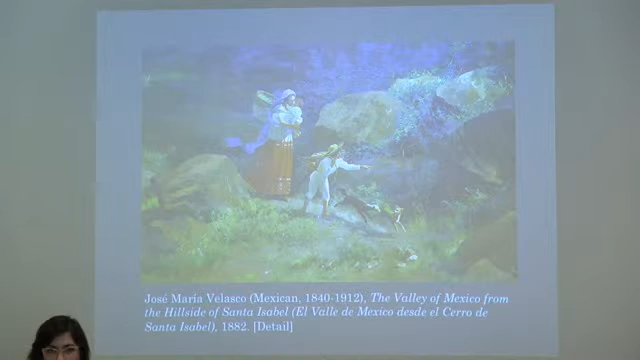 José María Velasco (Mexican, 1840-1912), The Valley of Mexico from
the Hillside of Santa Isabel (El Valle de Mexico desde el Cerro de
Santa Isabel), 1882. [Detail]